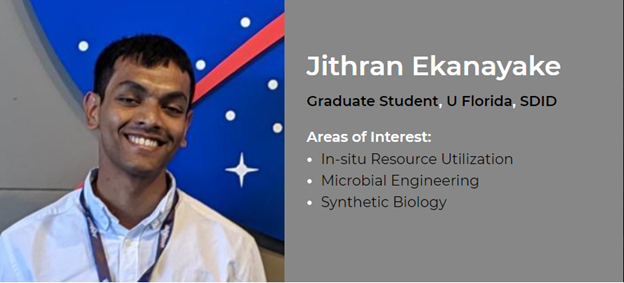 Jithran Ekanayake
Graduate Student, U Florida, SDID
Areas of Interest:
• In-situ Resource Utilization
• Microbial Engineering
• Synthetic Biology